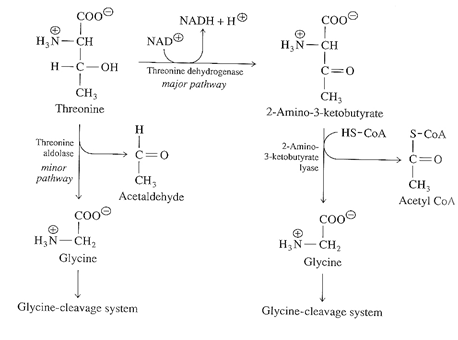 COO⊖
NADH + H⊕
COO⊖
H₃N⊕—CH
NAD⊕
H₃N⊕—CH
H—C—OH
Threonine dehydrogenase
major pathway
C=O
CH₃
CH₃
Threonine
2-Amino-3-ketobutyrate
Threonine
aldolase
minor
pathway
H
C=O
CH₃
Acetaldehyde
HS-CoA
2-Amino-
3-ketobutyrate
lyase
S-CoA
C=O
CH₃
Acetyl CoA
COO⊖
H₃N⊕—CH₂
Glycine
COO⊖
H₃N⊕—CH₂
Glycine
Glycine-cleavage system
Glycine-cleavage system